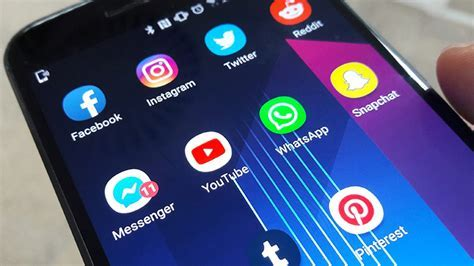 Facebook
Instagram
Twitter
Reddit
Messenger
11
YouTube
WhatsApp
Snapchat
Pinterest